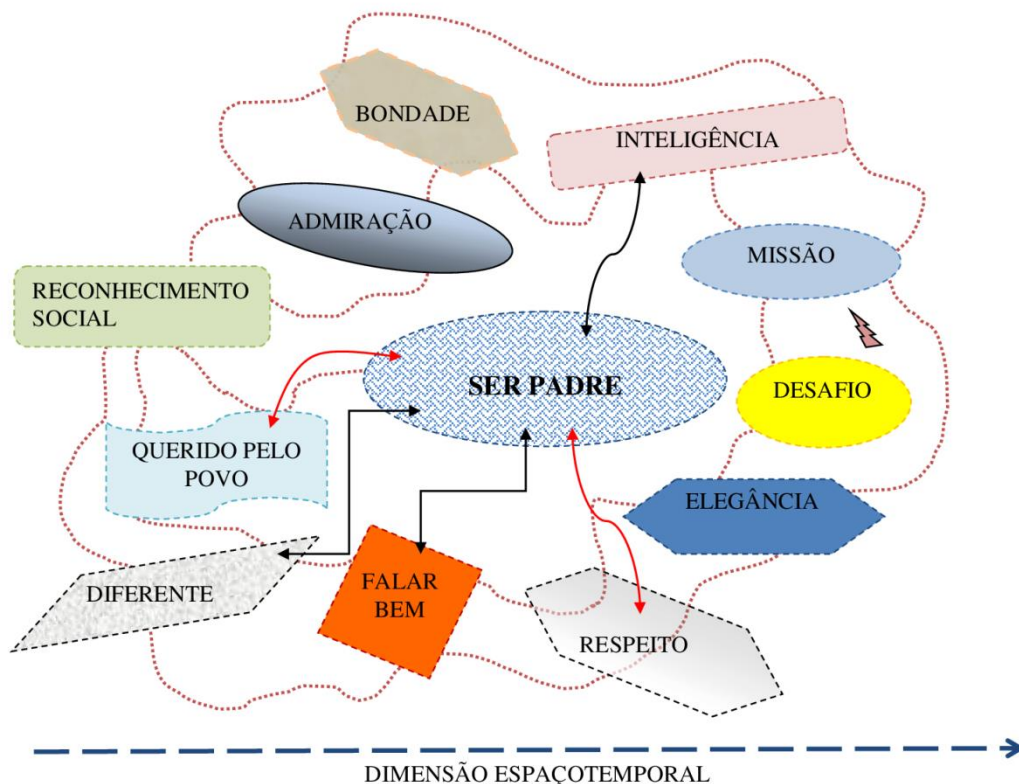 BONDADE
INTELIGÊNCIA
ADMIRAÇÃO
MISSÃO
RECONHECIMENTO
SOCIAL
SER PADRE
DESAFIO
QUERIDO PELO
POVO
ELEGÂNCIA
DIFERENTE
FALAR
BEM
RESPEITO
DIMENSÃO ESPAÇOTEMPORAL